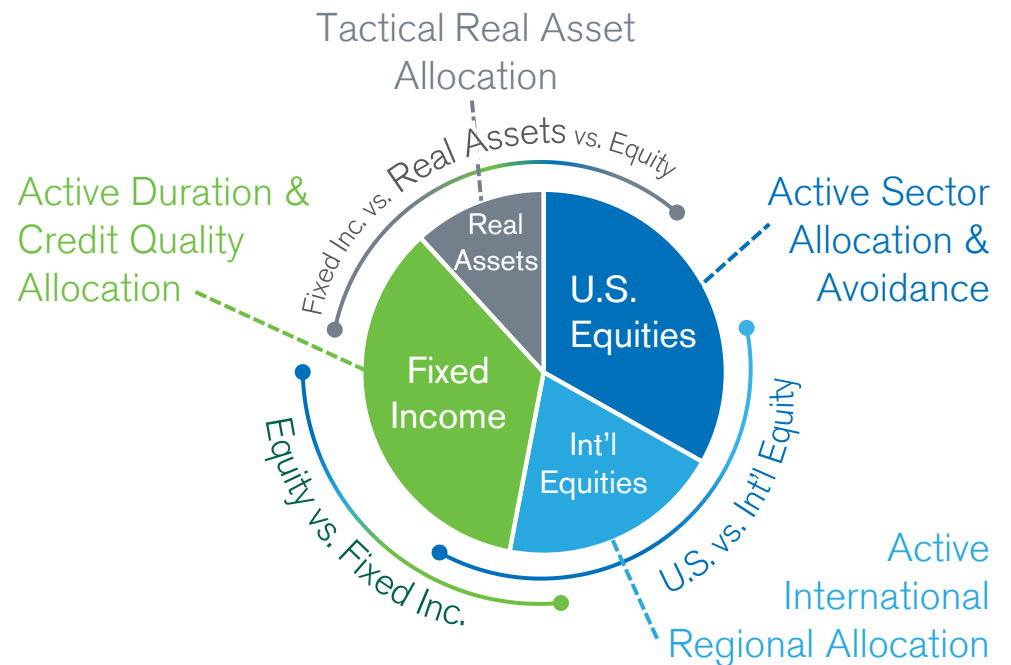 Tactical Real Asset
Allocation
Fixed Inc. vs. Real Assets vs. Equity
Active Duration &
Credit Quality
Allocation
Active Sector
Allocation &
Avoidance
Real
Assets
U.S.
Equities
Fixed
Income
Int'l
Equities
Equity vs. Fixed Inc.
U.S. vs. Int'l Equity
Active
International
Regional Allocation